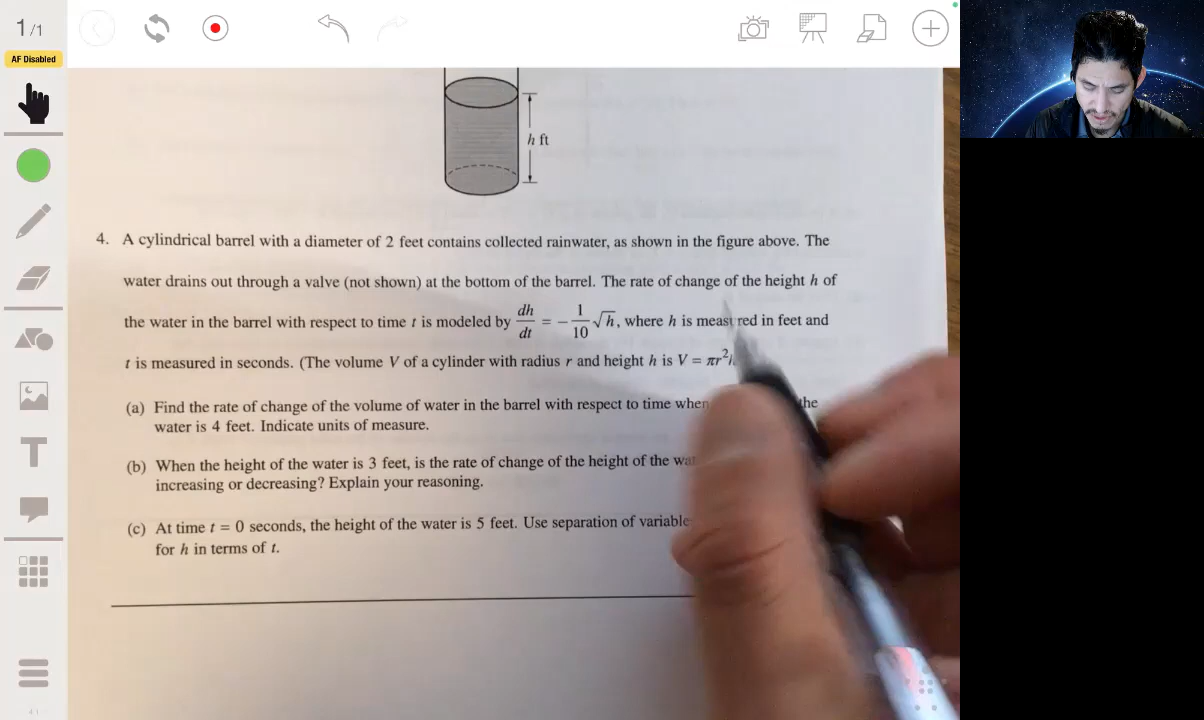 1/1
AF Disabled
h ft
4. A cylindrical barrel with a diameter of 2 feet contains collected rainwater, as shown in the figure above. The
water drains out through a valve (not shown) at the bottom of the barrel. The rate of change of the height h of
the water in the barrel with respect to time t is modeled by dh/dt = −1/10 √h, where h is measured in feet and
t is measured in seconds. (The volume V of a cylinder with radius r and height h is V = πr²
(a) Find the rate of change of the volume of water in the barrel with respect to time when the
water is 4 feet. Indicate units of measure.
(b) When the height of the water is 3 feet, is the rate of change of the height of the
increasing or decreasing? Explain your reasoning.
(c) At time t = 0 seconds, the height of the water is 5 feet. Use separation of
for h in terms of t.
T